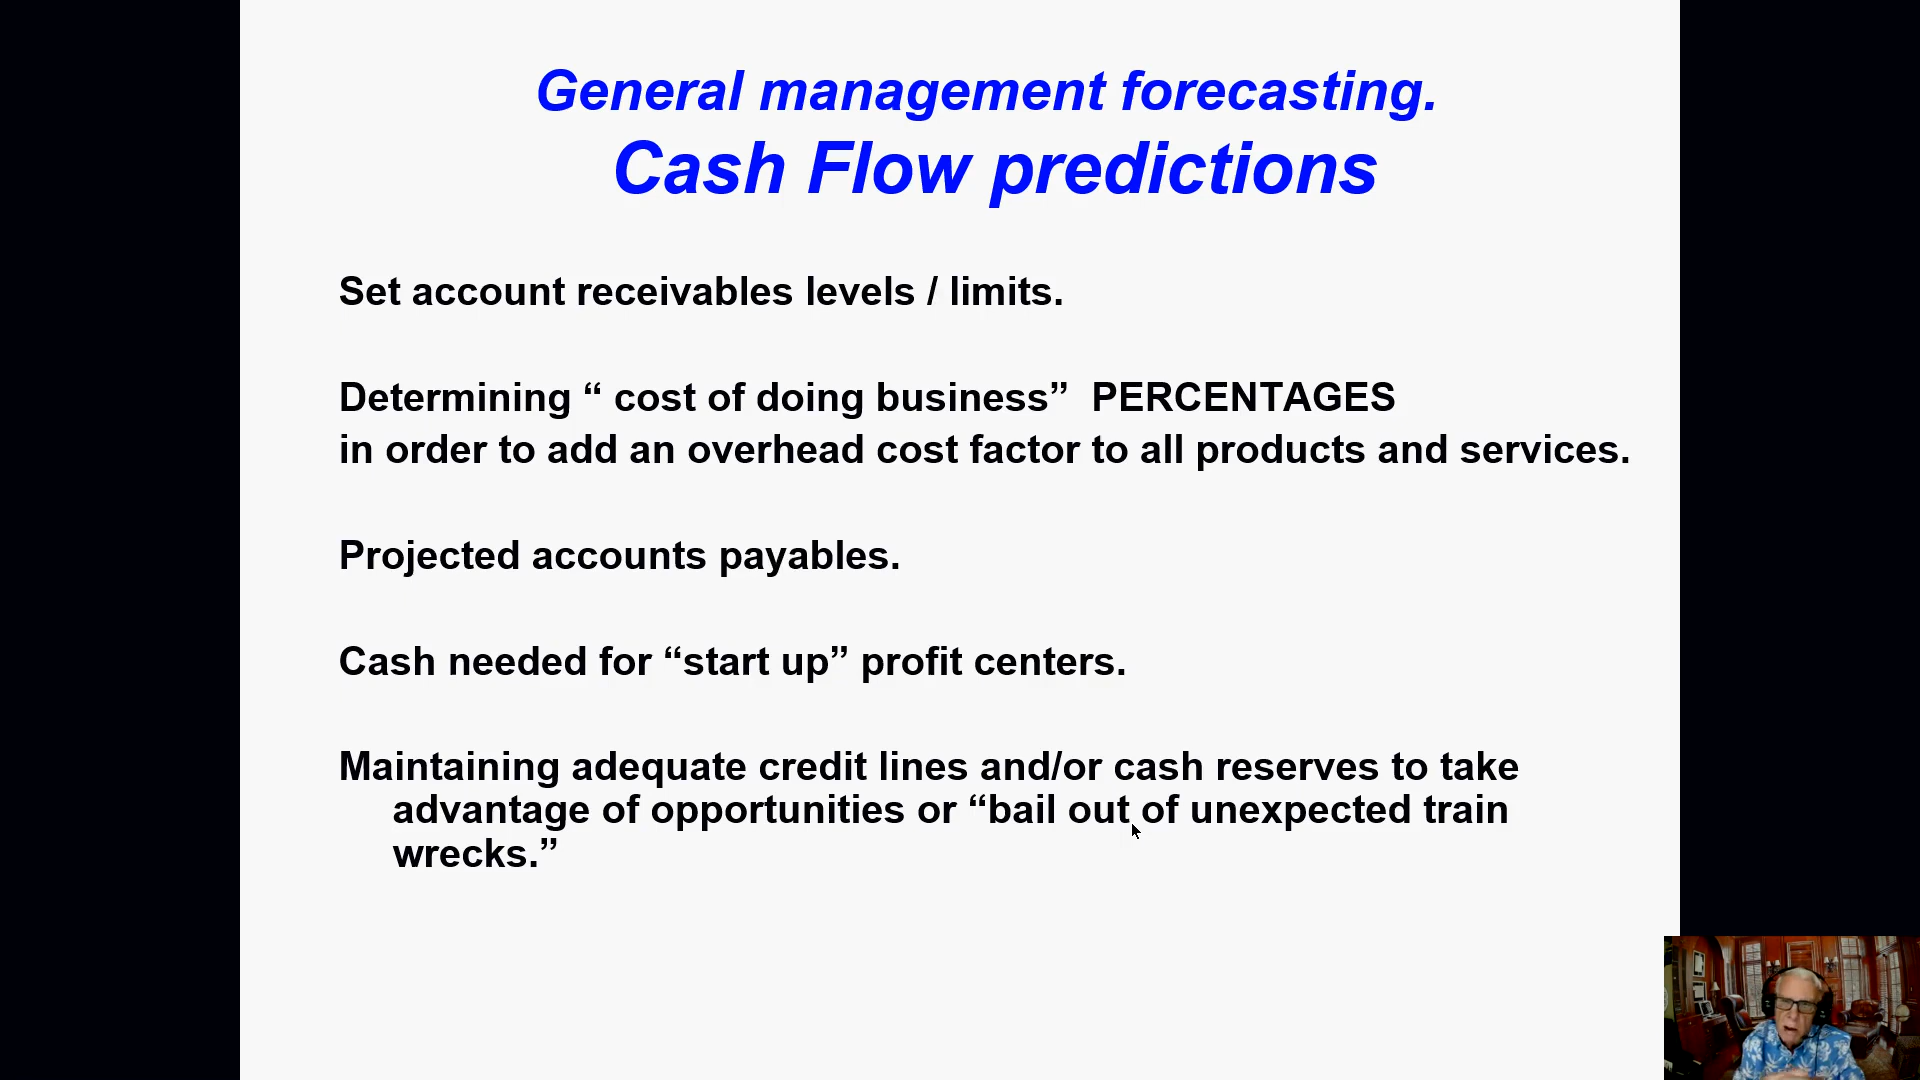 General management forecasting.
Cash Flow predictions
Set account receivables levels / limits.
Determining “ cost of doing business”  PERCENTAGES
in order to add an overhead cost factor to all products and services.
Projected accounts payables.
Cash needed for “start up” profit centers.
Maintaining adequate credit lines and/or cash reserves to take
advantage of opportunities or “bail out of unexpected train
wrecks.”